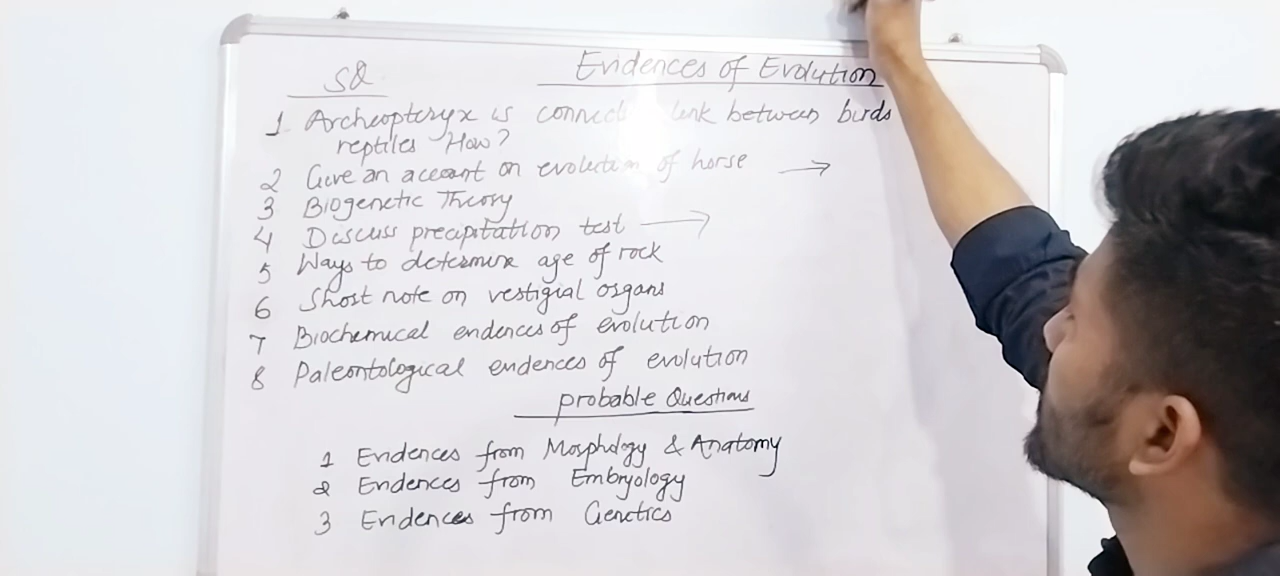 Evidences of Evolution
SQ
1 Archeopteryx is connect link between birds
reptiles How?
2 Give an account on evolution of horse →
3 Biogenetic Theory
4 Discuss precipitation test →
5 Ways to determine age of rock
6 Short note on vestigial organs
7 Biochemical evidences of evolution
8 Paleontological evidences of evolution
probable Questions
1 Evidences from Morphology & Anatomy
2 Evidences from Embryology
3 Evidences from Genetics